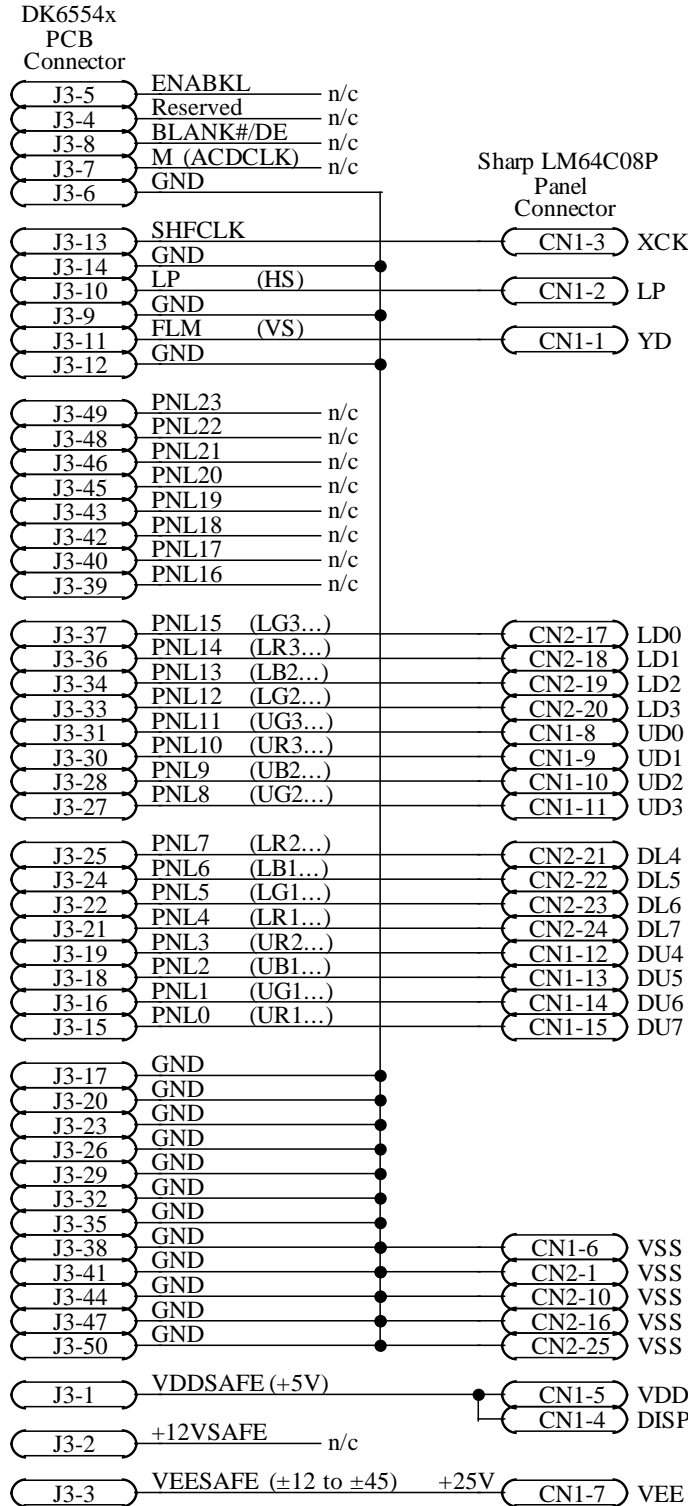 DK6554x
PCB
Connector
J3-5 ENABKL n/c
J3-4 Reserved n/c
J3-8 BLANK#/DE n/c
J3-7 M (ACDCLK) n/c
J3-6 GND
Sharp LM64C08P
Panel
Connector
J3-13 SHFCLK CN1-3 XCK
J3-14 GND
J3-10 LP (HS) CN1-2 LP
J3-9 GND
J3-11 FLM (VS) CN1-1 YD
J3-12 GND
J3-49 PNL23 n/c
J3-48 PNL22 n/c
J3-46 PNL21 n/c
J3-45 PNL20 n/c
J3-43 PNL19 n/c
J3-42 PNL18 n/c
J3-40 PNL17 n/c
J3-39 PNL16 n/c
J3-37 PNL15 (LG3...) CN2-17 LD0
J3-36 PNL14 (LR3...) CN2-18 LD1
J3-34 PNL13 (LB2...) CN2-19 LD2
J3-33 PNL12 (LG2...) CN2-20 LD3
J3-31 PNL11 (UG3...) CN1-8 UD0
J3-30 PNL10 (UR3...) CN1-9 UD1
J3-28 PNL9 (UB2...) CN1-10 UD2
J3-27 PNL8 (UG2...) CN1-11 UD3
J3-25 PNL7 (LR2...) CN2-21 DL4
J3-24 PNL6 (LB1...) CN2-22 DL5
J3-22 PNL5 (LG1...) CN2-23 DL6
J3-21 PNL4 (LR1...) CN2-24 DL7
J3-19 PNL3 (UR2...) CN1-12 DU4
J3-18 PNL2 (UB1...) CN1-13 DU5
J3-16 PNL1 (UG1...) CN1-14 DU6
J3-15 PNL0 (UR1...) CN1-15 DU7
J3-17 GND
J3-20 GND
J3-23 GND
J3-26 GND
J3-29 GND
J3-32 GND
J3-35 GND
J3-38 GND CN1-6 VSS
J3-41 GND CN2-1 VSS
J3-44 GND CN2-10 VSS
J3-47 GND CN2-16 VSS
J3-50 GND CN2-25 VSS
J3-1 VDDSAFE (+5V) CN1-5 VDD
CN1-4 DISP
J3-2 +12VSAFE n/c
J3-3 VEESAFE (±12 to ±45) +25V CN1-7 VEE